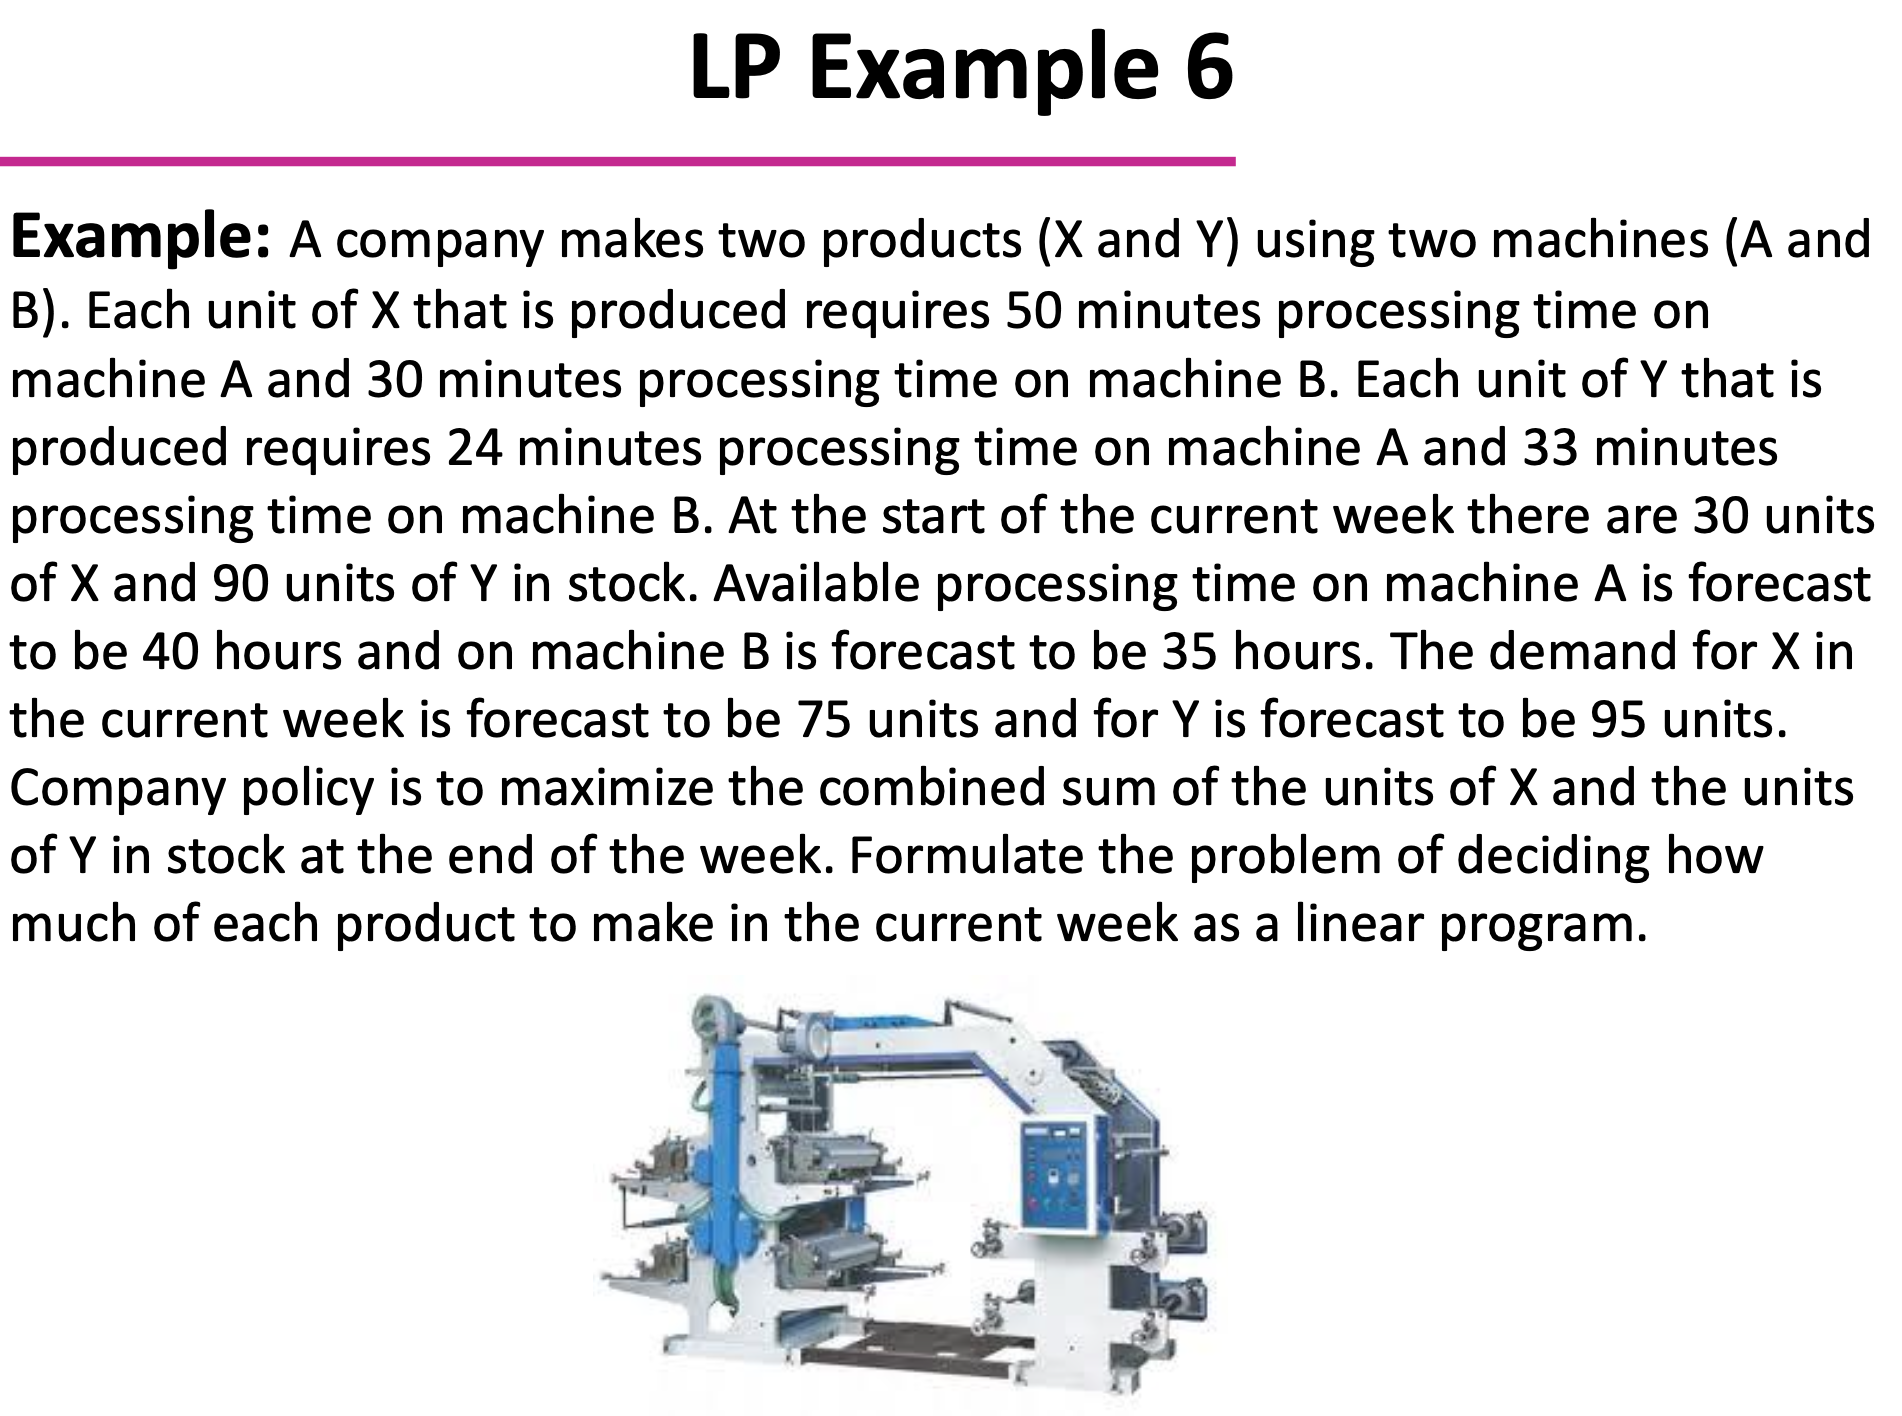 LP Example 6
Example: A company makes two products (X and Y) using two machines (A and
B). Each unit of X that is produced requires 50 minutes processing time on
machine A and 30 minutes processing time on machine B. Each unit of Y that is
produced requires 24 minutes processing time on machine A and 33 minutes
processing time on machine B. At the start of the current week there are 30 units
of X and 90 units of Y in stock. Available processing time on machine A is forecast
to be 40 hours and on machine B is forecast to be 35 hours. The demand for X in
the current week is forecast to be 75 units and for Y is forecast to be 95 units.
Company policy is to maximize the combined sum of the units of X and the units
of Y in stock at the end of the week. Formulate the problem of deciding how
much of each product to make in the current week as a linear program.